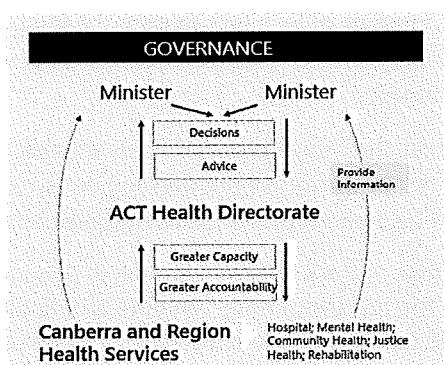 GOVERNANCE
Minister Minister
Decisions
Advice
Provide
Information
ACT Health Directorate
Greater Capacity
Greater Accountability
Canberra and Region
Health Services
Hospital; Mental Health;
Community Health; Justice
Health; Rehabilitation